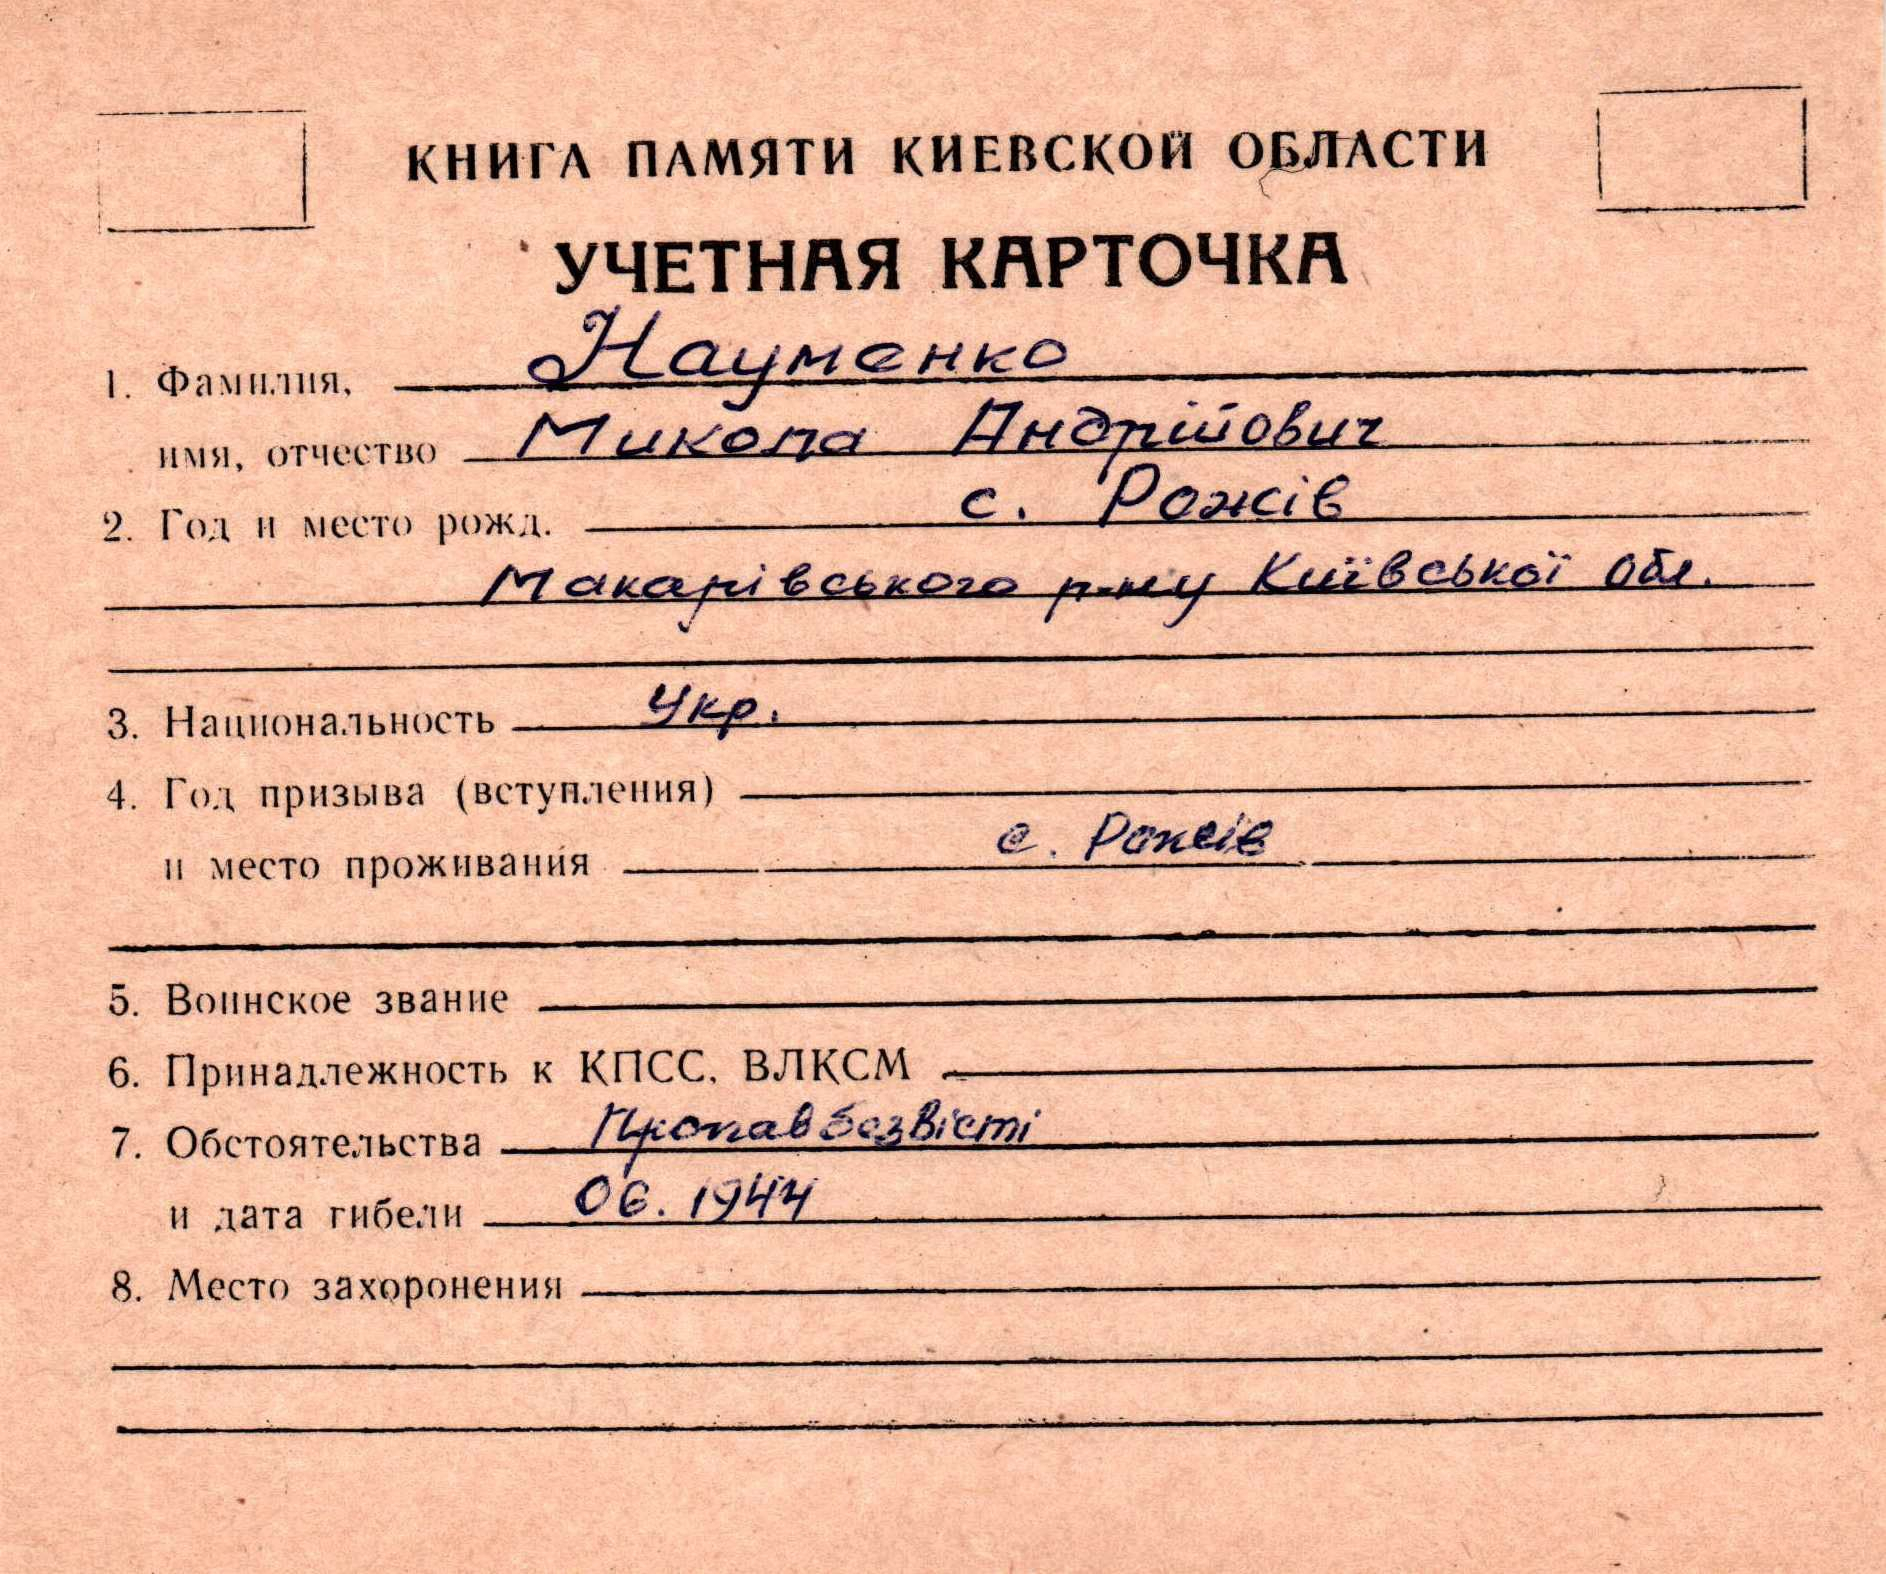 КНИГА ПАМЯТИ КИЕВСКОЙ ОБЛАСТИ
УЧЕТНАЯ КАРТОЧКА
1. Фамилия, Науменко
имя, отчество Микола Андрійович
2. Год и место рожд. с. Рожів
Макарівського р-ну Київської обл.
3. Национальность Укр.
4. Год призыва (вступления)
и место проживания с. Рожів
5. Воинское звание
6. Принадлежность к КПСС, ВЛКСМ
7. Обстоятельства Пропав безвісті
и дата гибели 06.1944
8. Место захоронения